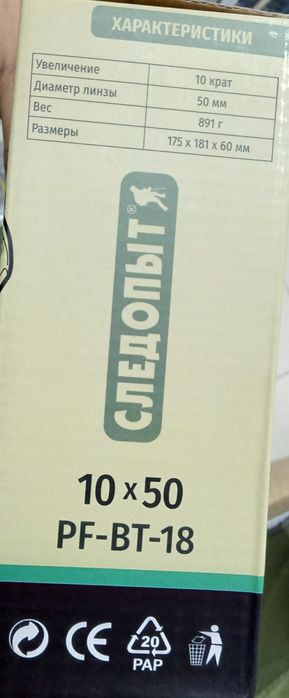 ХАРАКТЕРИСТИКИ
Увеличение 10 крат
Диаметр линзы 50 мм
Вес 891 г
Размеры 175 x 181 x 60 мм
СЛЕДОПЫТ®
10 x 50
PF-BT-18
CE
20
PAP